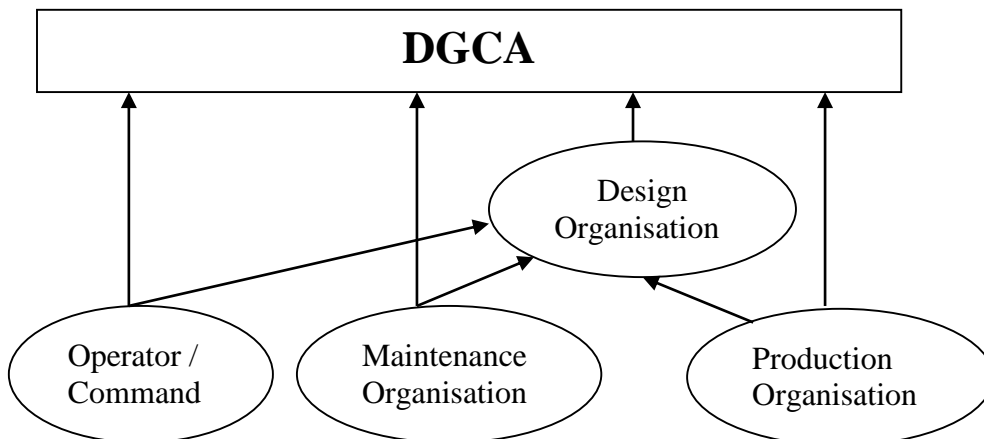 DGCA
Design
Organisation
Operator /
Command
Maintenance
Organisation
Production
Organisation